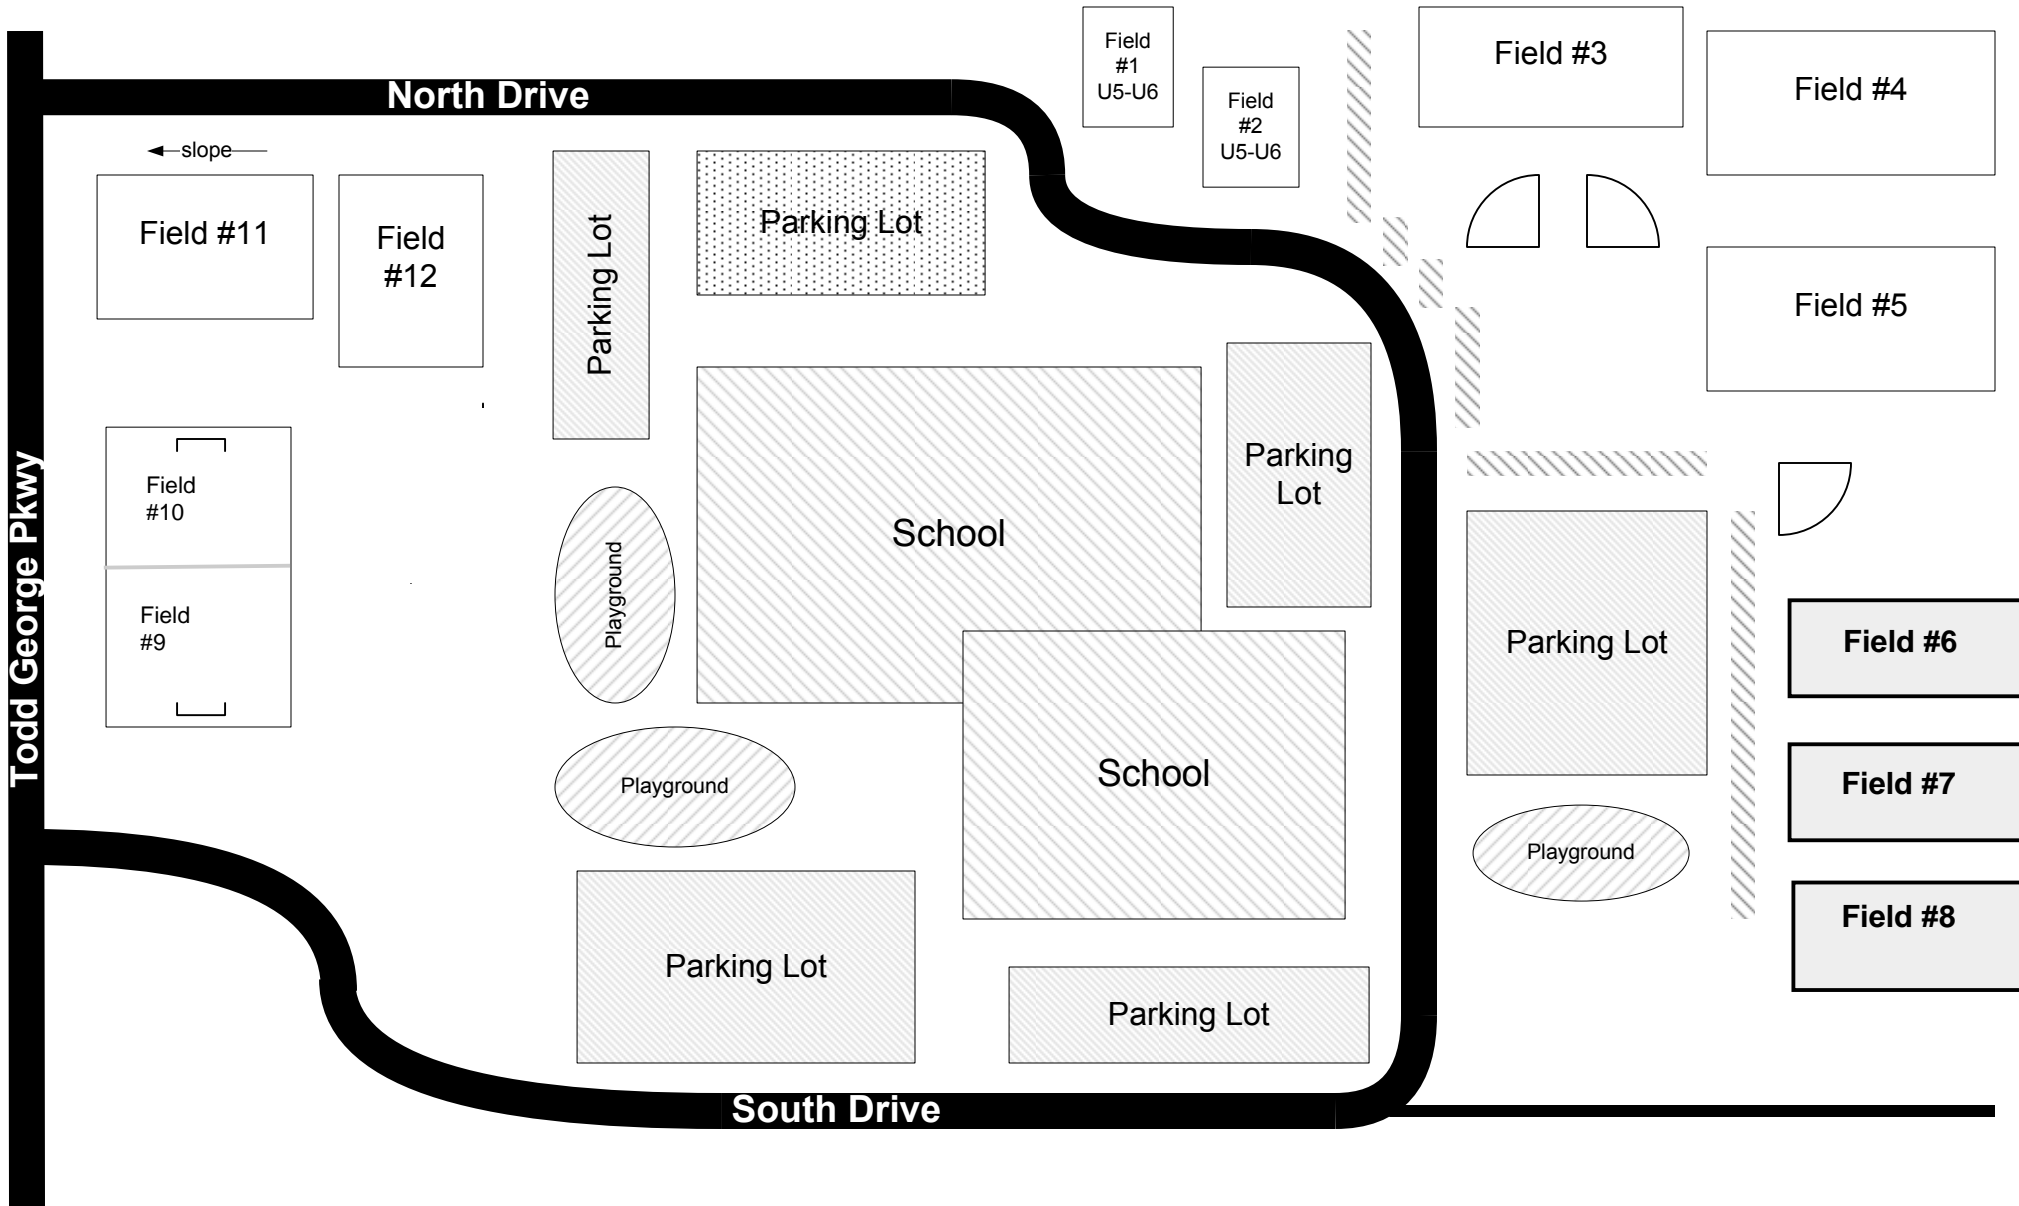 Field
#1
U5-U6
Field #3
Field #4
North Drive
Field
#2
U5-U6
slope
Field #11
Field
#12
Parking Lot
Parking Lot
Field #5
Parking
Lot
Field
#10
School
Todd George Pkwy
Playground
Field
#9
Parking Lot
Field #6
Playground
School
Field #7
Playground
Field #8
Parking Lot
Parking Lot
South Drive